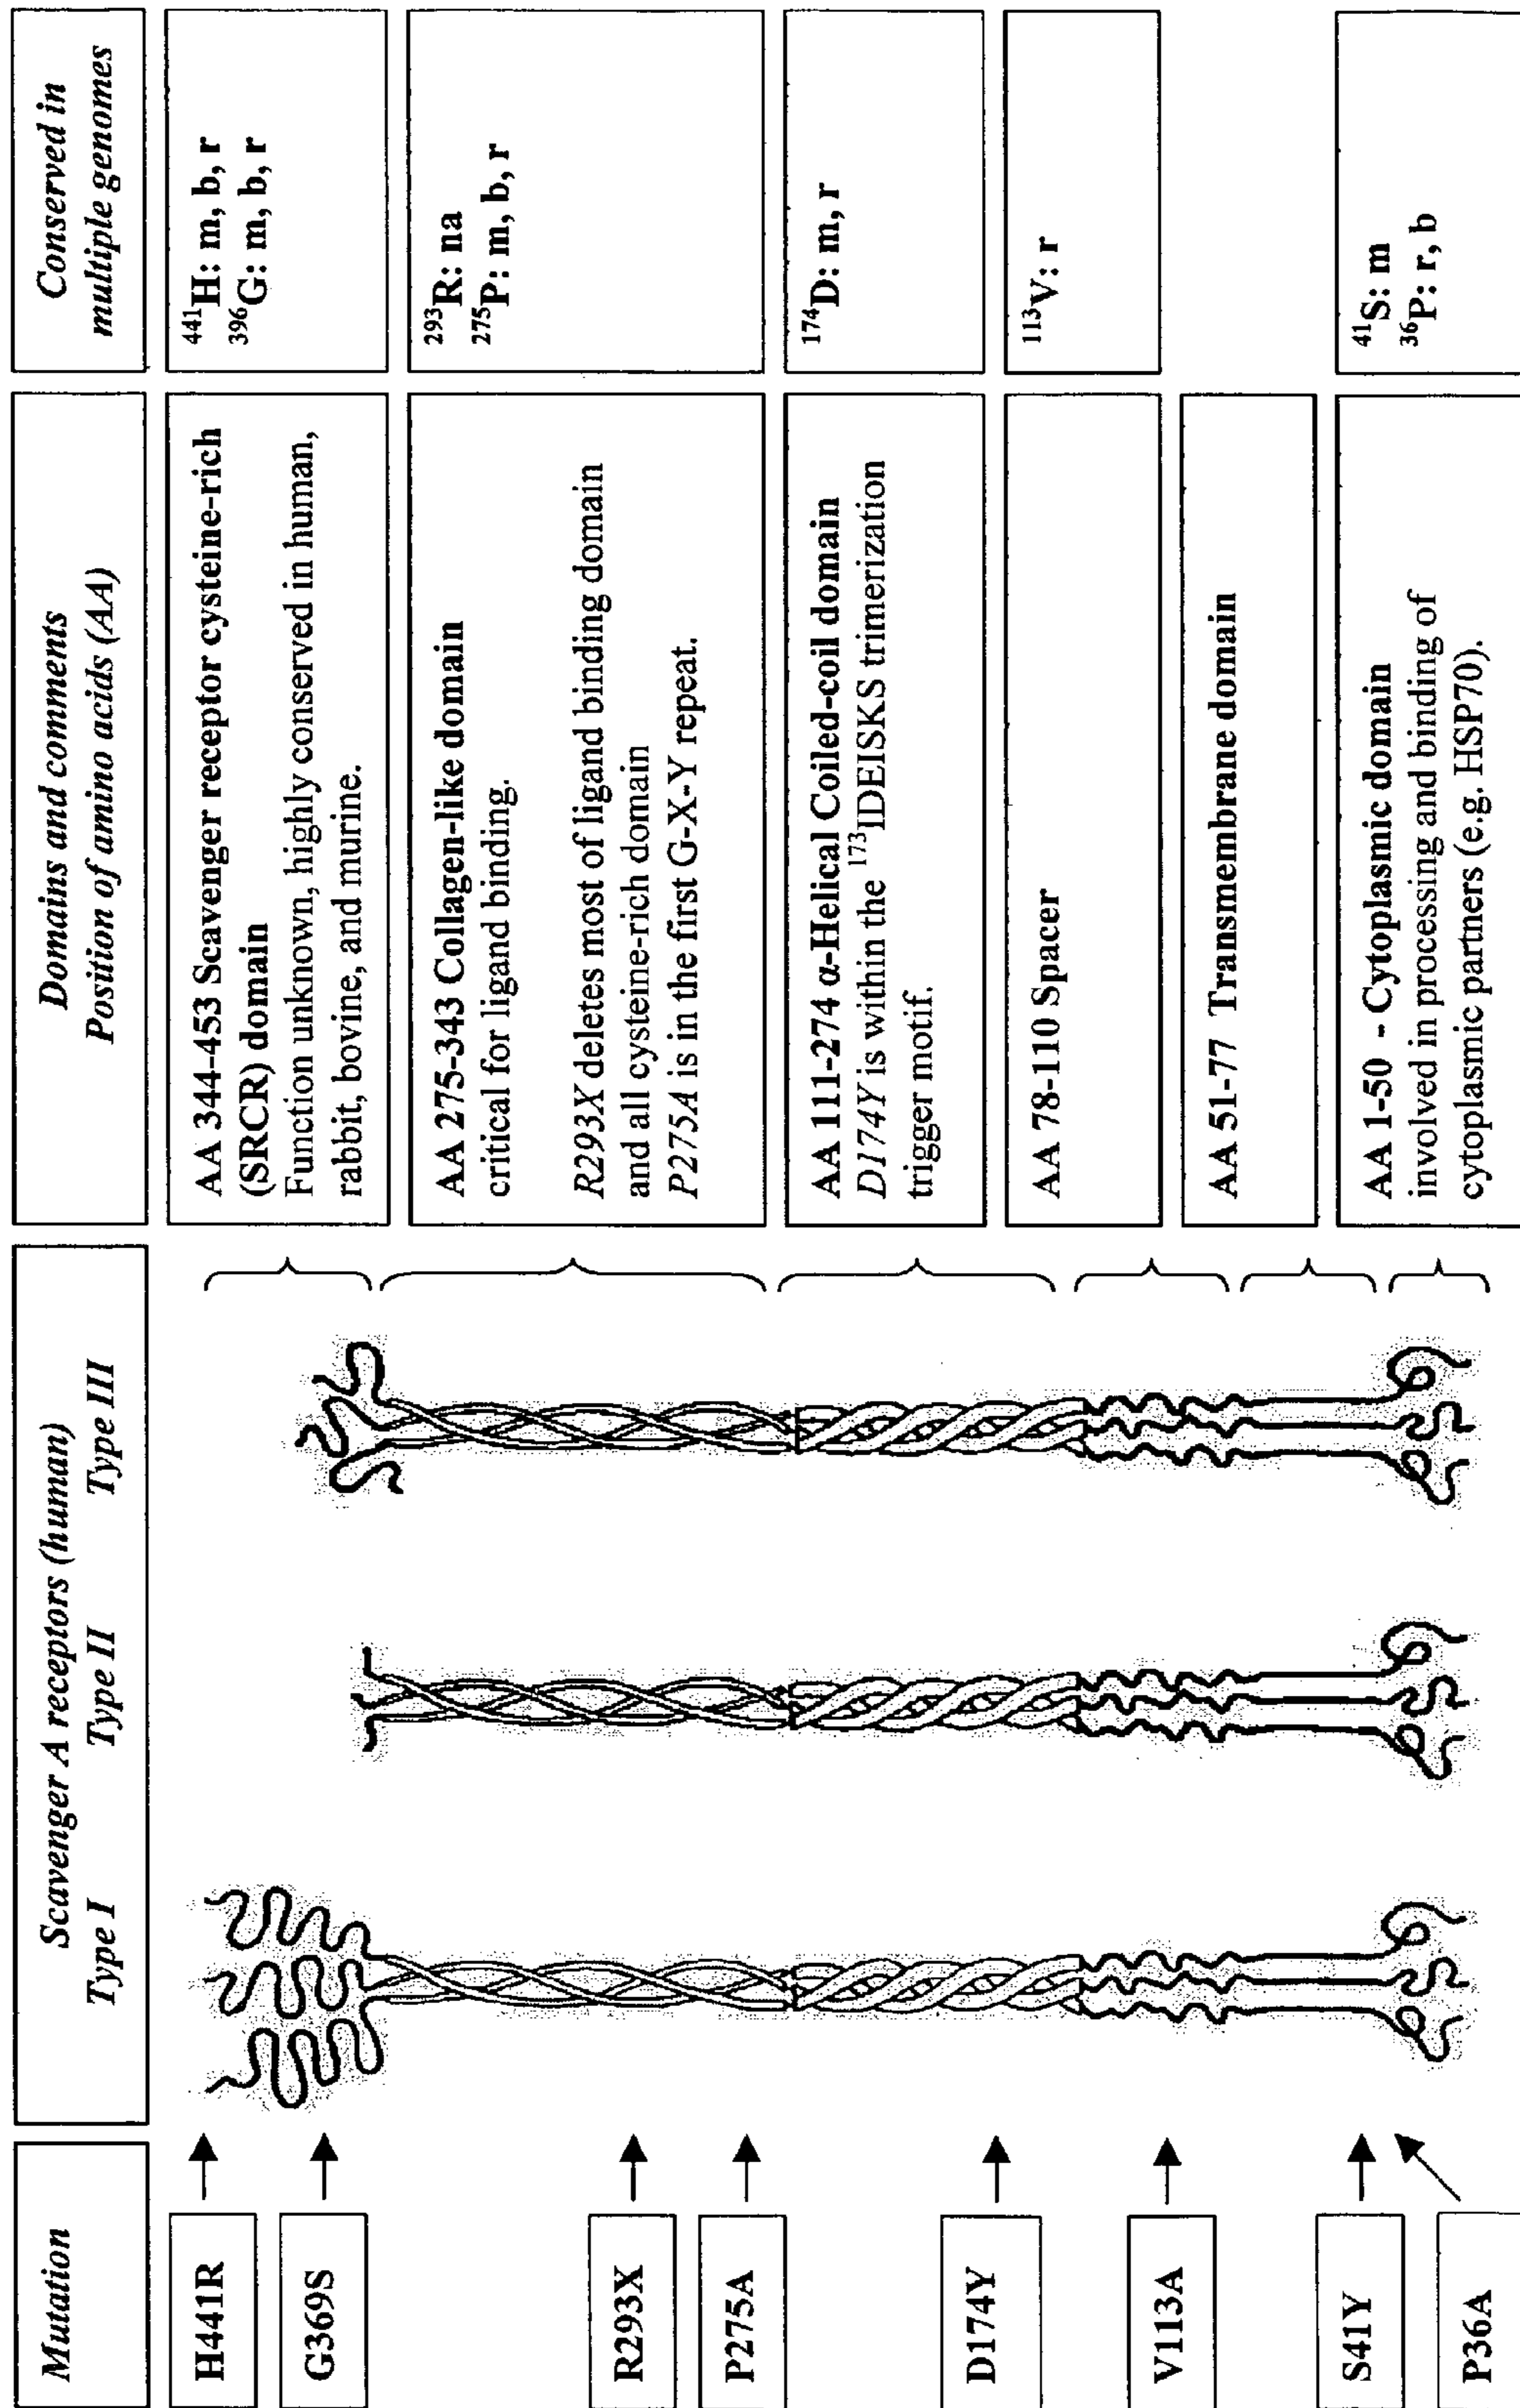 Mutation
H441R
G369S
R293X
P275A
D174Y
V113A
S41Y
P36A
Scavenger A receptors (human)
Type I Type II Type III
Domains and comments
Position of amino acids (AA)
AA 344-453 Scavenger receptor cysteine-rich
(SRCR) domain
Function unknown, highly conserved in human,
rabbit, bovine, and murine.
AA 275-343 Collagen-like domain
critical for ligand binding.
R293X deletes most of ligand binding domain
and all cysteine-rich domain
P275A is in the first G-X-Y repeat.
AA 111-274 α-Helical Coiled-coil domain
D174Y is within the ¹⁷³IDEISKS trimerization
trigger motif.
AA 78-110 Spacer
AA 51-77 Transmembrane domain
AA 1-50 - Cytoplasmic domain
involved in processing and binding of
cytoplasmic partners (e.g. HSP70).
Conserved in
multiple genomes
⁴⁴¹H: m, b, r
³⁹⁶G: m, b, r
²⁹³R: na
²⁷⁵P: m, b, r
¹⁷⁴D: m, r
¹¹³V: r
⁴¹S: m
³⁶P: r, b